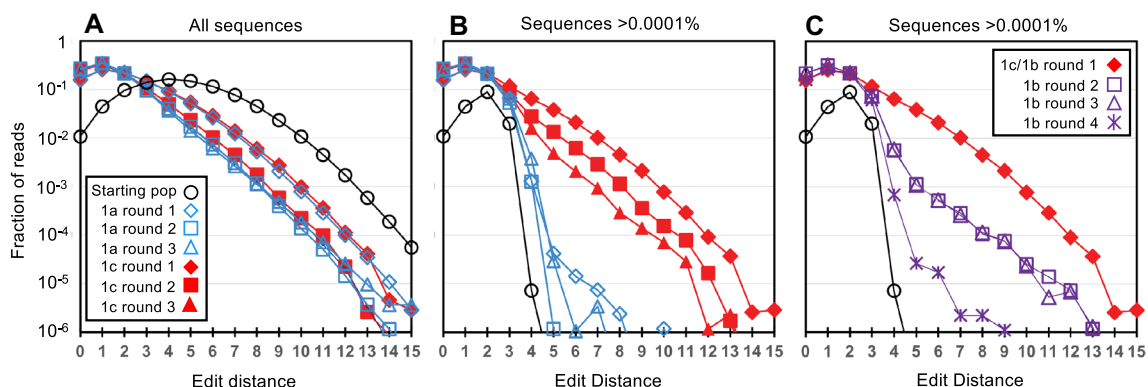 A All sequences
B Sequences >0.0001%
C Sequences >0.0001%
Fraction of reads
1
10-1
10-2
10-3
10-4
10-5
10-6
Starting pop
1a round 1
1a round 2
1a round 3
1c round 1
1c round 2
1c round 3
1c/1b round 1
1b round 2
1b round 3
1b round 4
0 1 2 3 4 5 6 7 8 9 10 11 12 13 14 15
0 1 2 3 4 5 6 7 8 9 10 11 12 13 14 15
0 1 2 3 4 5 6 7 8 9 10 11 12 13 14 15
Edit distance
Edit Distance
Edit Distance